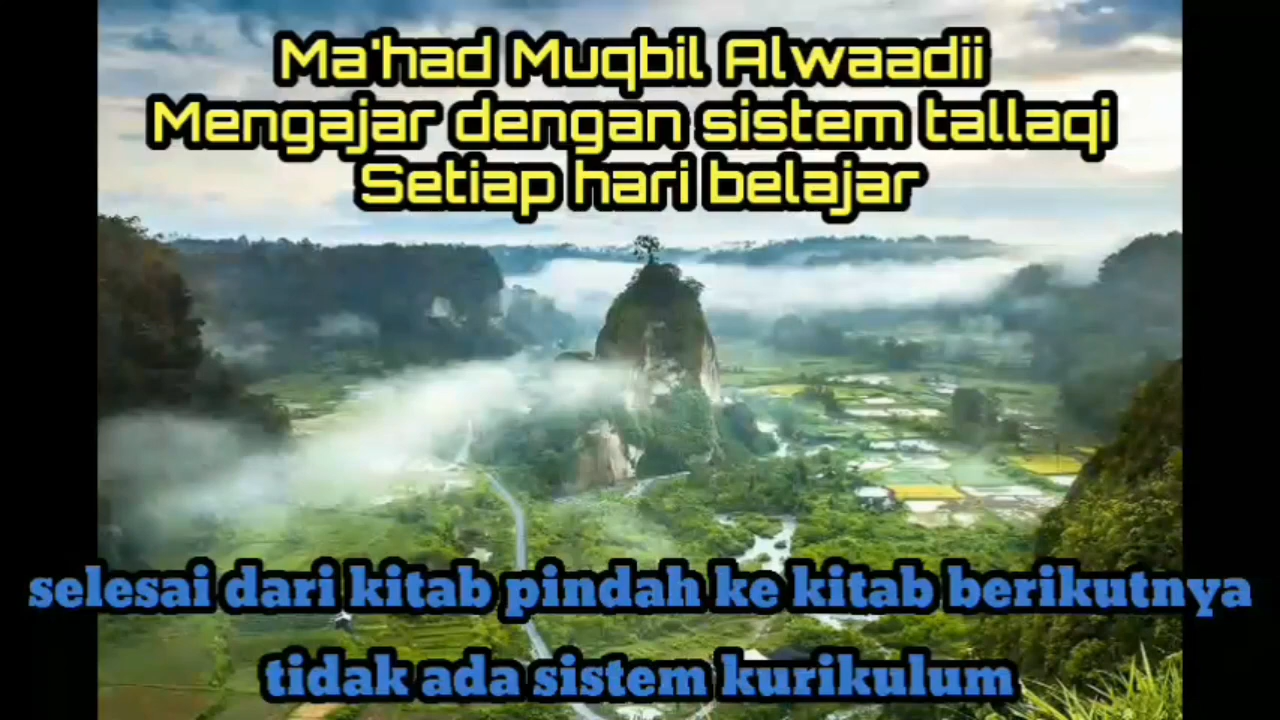 Ma'had Muqbil Alwaadii
Mengajar dengan sistem tallaqi
Setiap hari belajar
selesai dari kitab pindah ke kitab berikutnya
tidak ada sistem kurikulum